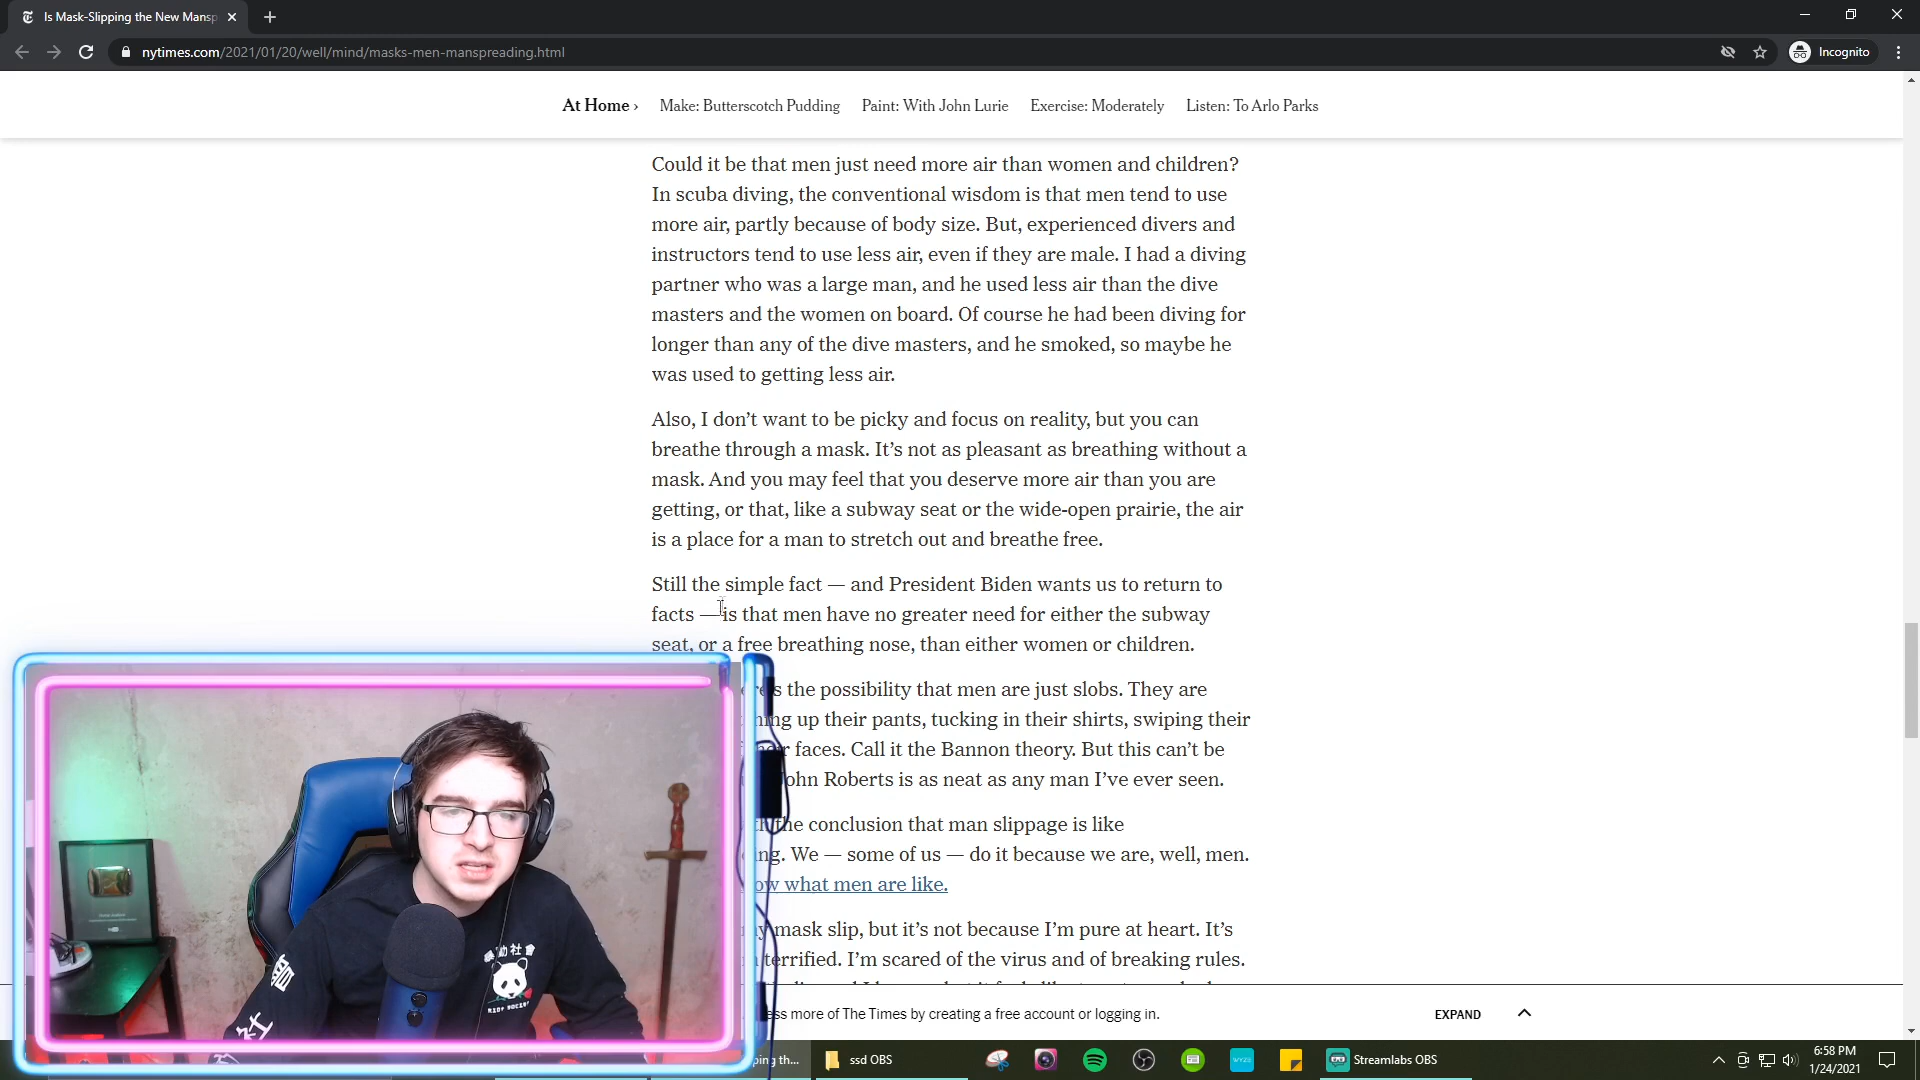 Is Mask-Slipping the New Mansp
nytimes.com/2021/01/20/well/mind/masks-men-manspreading.html
Incognito
At Home › Make: Butterscotch Pudding Paint: With John Lurie Exercise: Moderately Listen: To Arlo Parks
Could it be that men just need more air than women and children?
In scuba diving, the conventional wisdom is that men tend to use
more air, partly because of body size. But, experienced divers and
instructors tend to use less air, even if they are male. I had a diving
partner who was a large man, and he used less air than the dive
masters and the women on board. Of course he had been diving for
longer than any of the dive masters, and he smoked, so maybe he
was used to getting less air.
Also, I don’t want to be picky and focus on reality, but you can
breathe through a mask. It’s not as pleasant as breathing without a
mask. And you may feel that you deserve more air than you are
getting, or that, like a subway seat or the wide-open prairie, the air
is a place for a man to stretch out and breathe free.
Still the simple fact — and President Biden wants us to return to
facts — is that men have no greater need for either the subway
seat, or a free breathing nose, than either women or children.
the possibility that men are just slobs. They are
up their pants, tucking in their shirts, swiping their
faces. Call it the Bannon theory. But this can’t be
John Roberts is as neat as any man I’ve ever seen.
the conclusion that man slippage is like
We — some of us — do it because we are, well, men.
what men are like.
mask slip, but it’s not because I’m pure at heart. It’s
terrified. I’m scared of the virus and of breaking rules.
more of The Times by creating a free account or logging in.
EXPAND
暴動社會
RIOT SOCIETY
ssd OBS
WYZE
Streamlabs OBS
6:58 PM
1/24/2021